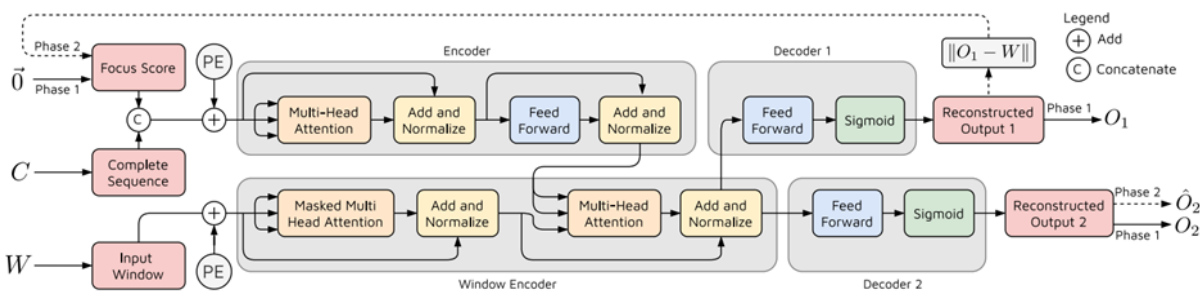 Phase 2
Focus Score
PE
Encoder
Decoder 1
‖O₁ − W‖
Legend
+ Add
C Concatenate
0⃗
Phase 1
C
+
Multi-Head
Attention
Add and
Normalize
Feed
Forward
Add and
Normalize
Feed
Forward
Sigmoid
Reconstructed
Output 1
Phase 1
O₁
C
Complete
Sequence
W
Input
Window
+
PE
Masked Multi
Head Attention
Add and
Normalize
Multi-Head
Attention
Add and
Normalize
Window Encoder
Feed
Forward
Sigmoid
Decoder 2
Reconstructed
Output 2
Phase 2
Ô₂
Phase 1
O₂